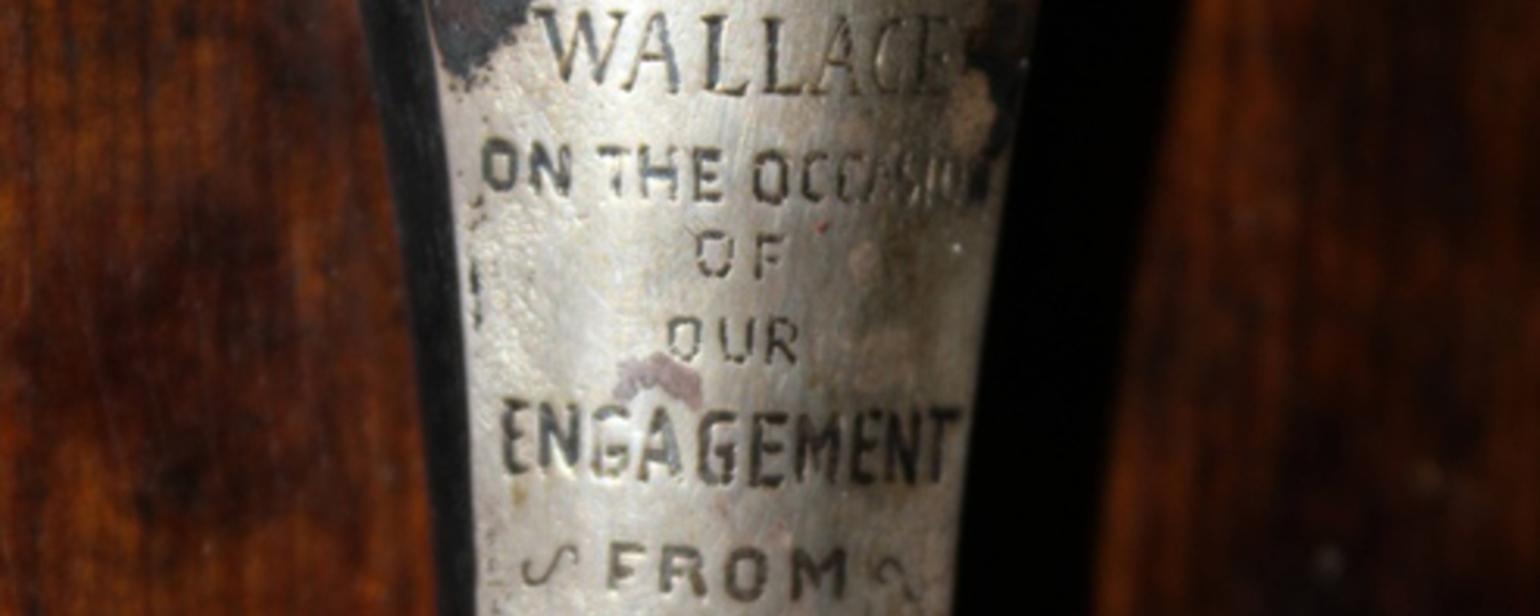 WALLACE
ON THE OCCASION
OF
OUR
ENGAGEMENT
FROM